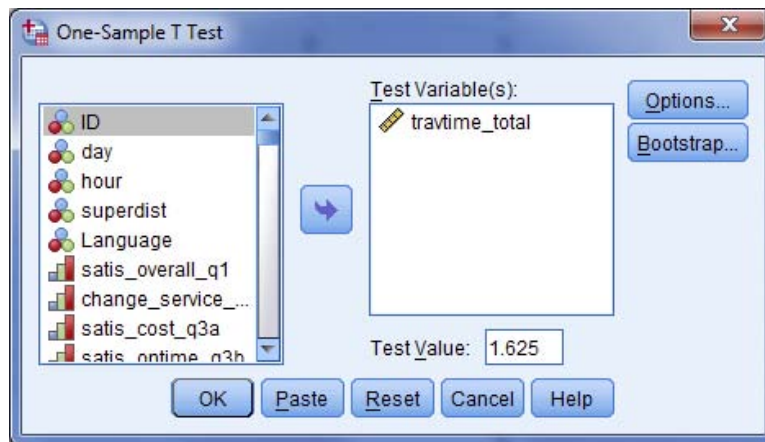 One-Sample T Test
ID
day
hour
superdist
Language
satis_overall_q1
change_service_...
satis_cost_q3a
satis_ontime_q3b
Test Variable(s):
travtime_total
Test Value: 1.625
Options...
Bootstrap...
OK Paste Reset Cancel Help